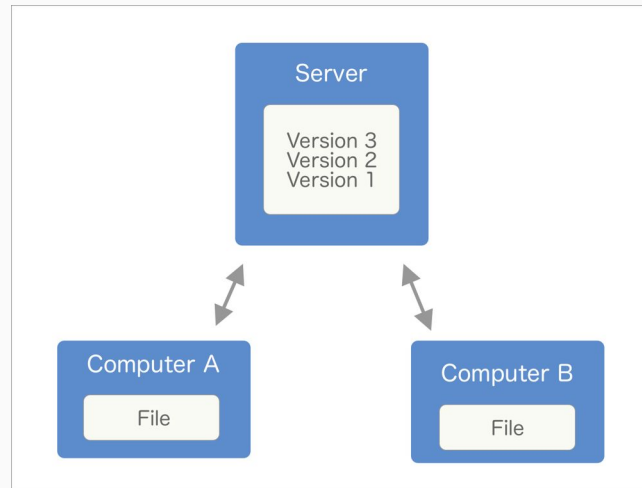 Server
Version 3
Version 2
Version 1
Computer A
File
Computer B
File